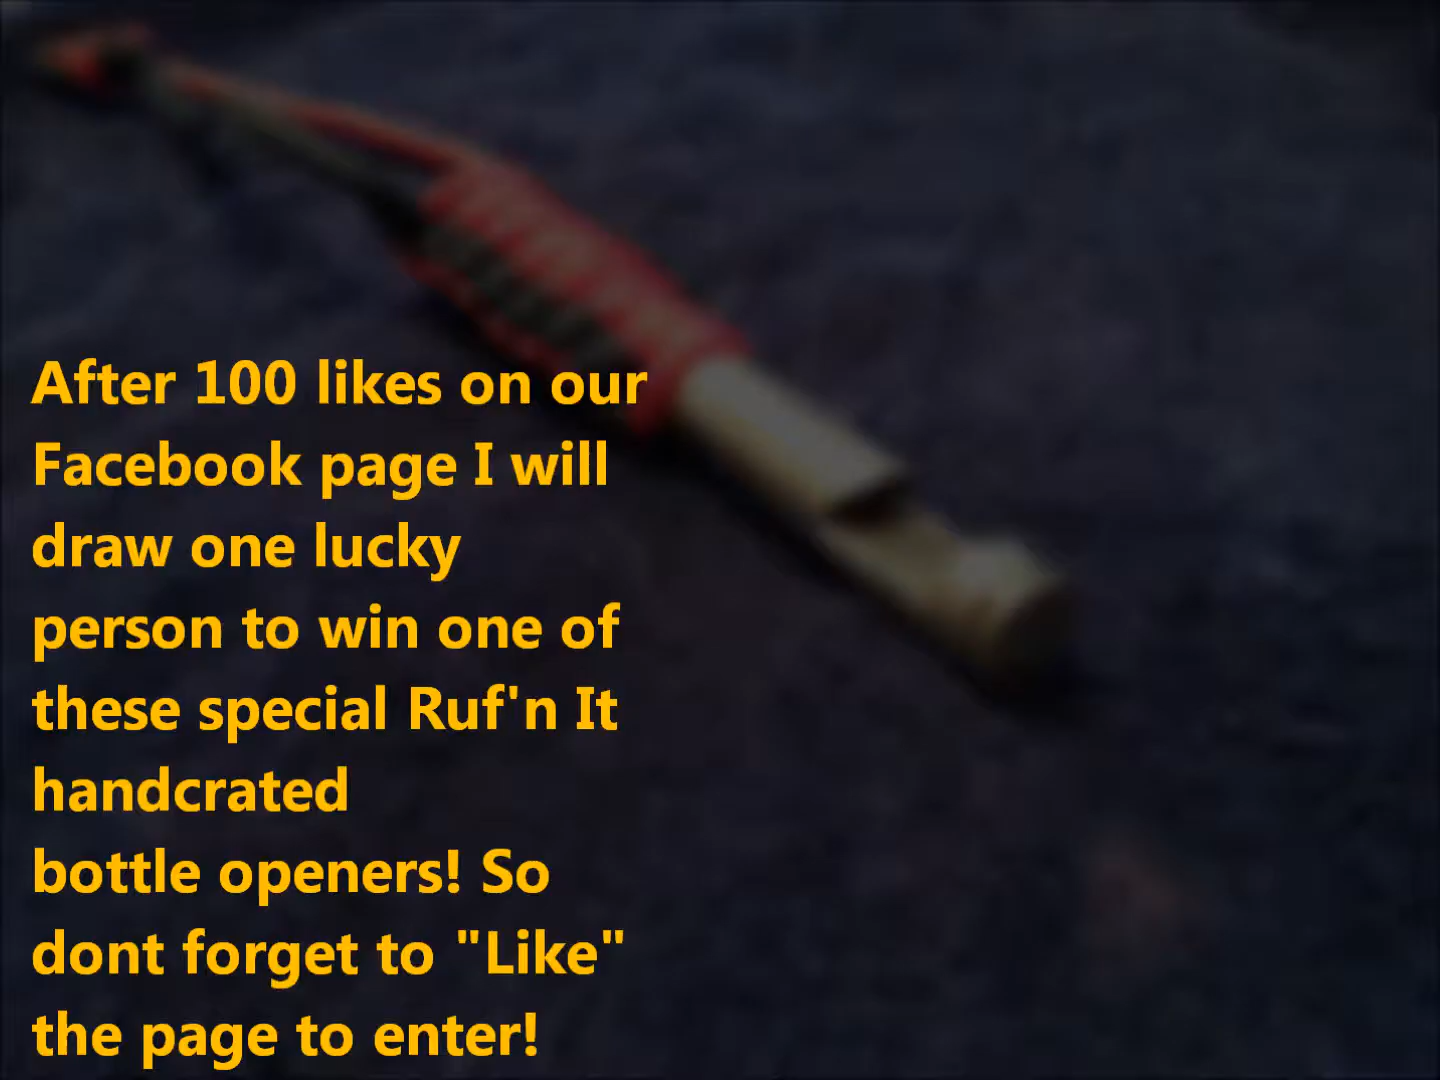 After 100 likes on our
Facebook page I will
draw one lucky
person to win one of
these special Ruf'n It
handcrated
bottle openers! So
dont forget to "Like"
the page to enter!